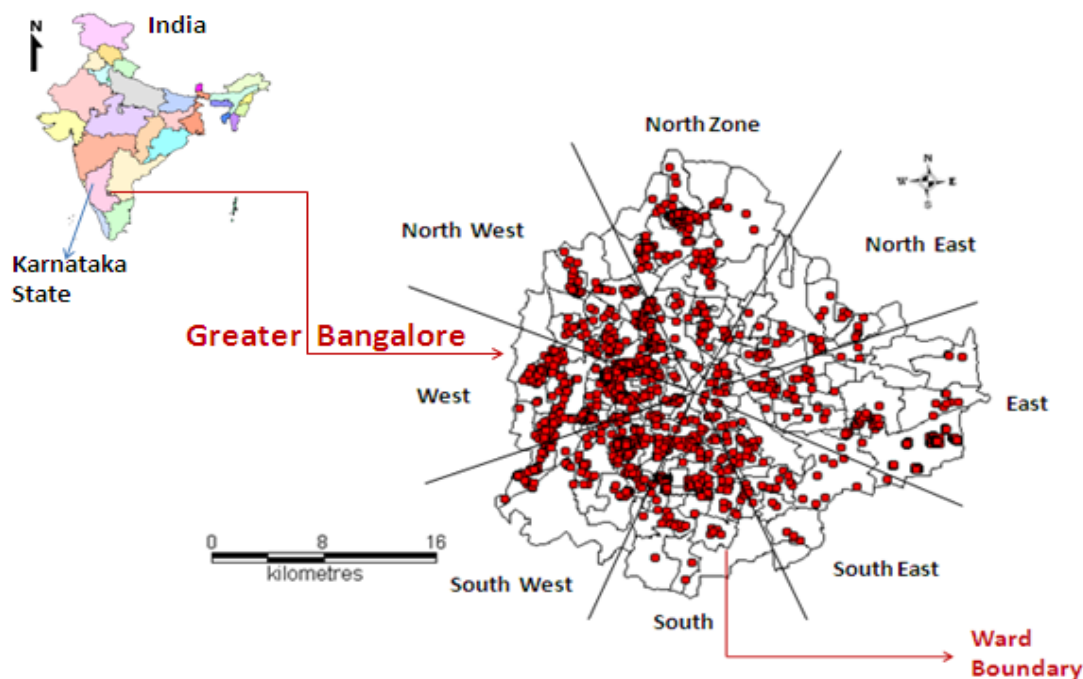 N
India
Karnataka
State
Greater Bangalore
North Zone
N
W E
S
North West
North East
West
East
0 8 16
kilometres
South West
South
South East
Ward
Boundary